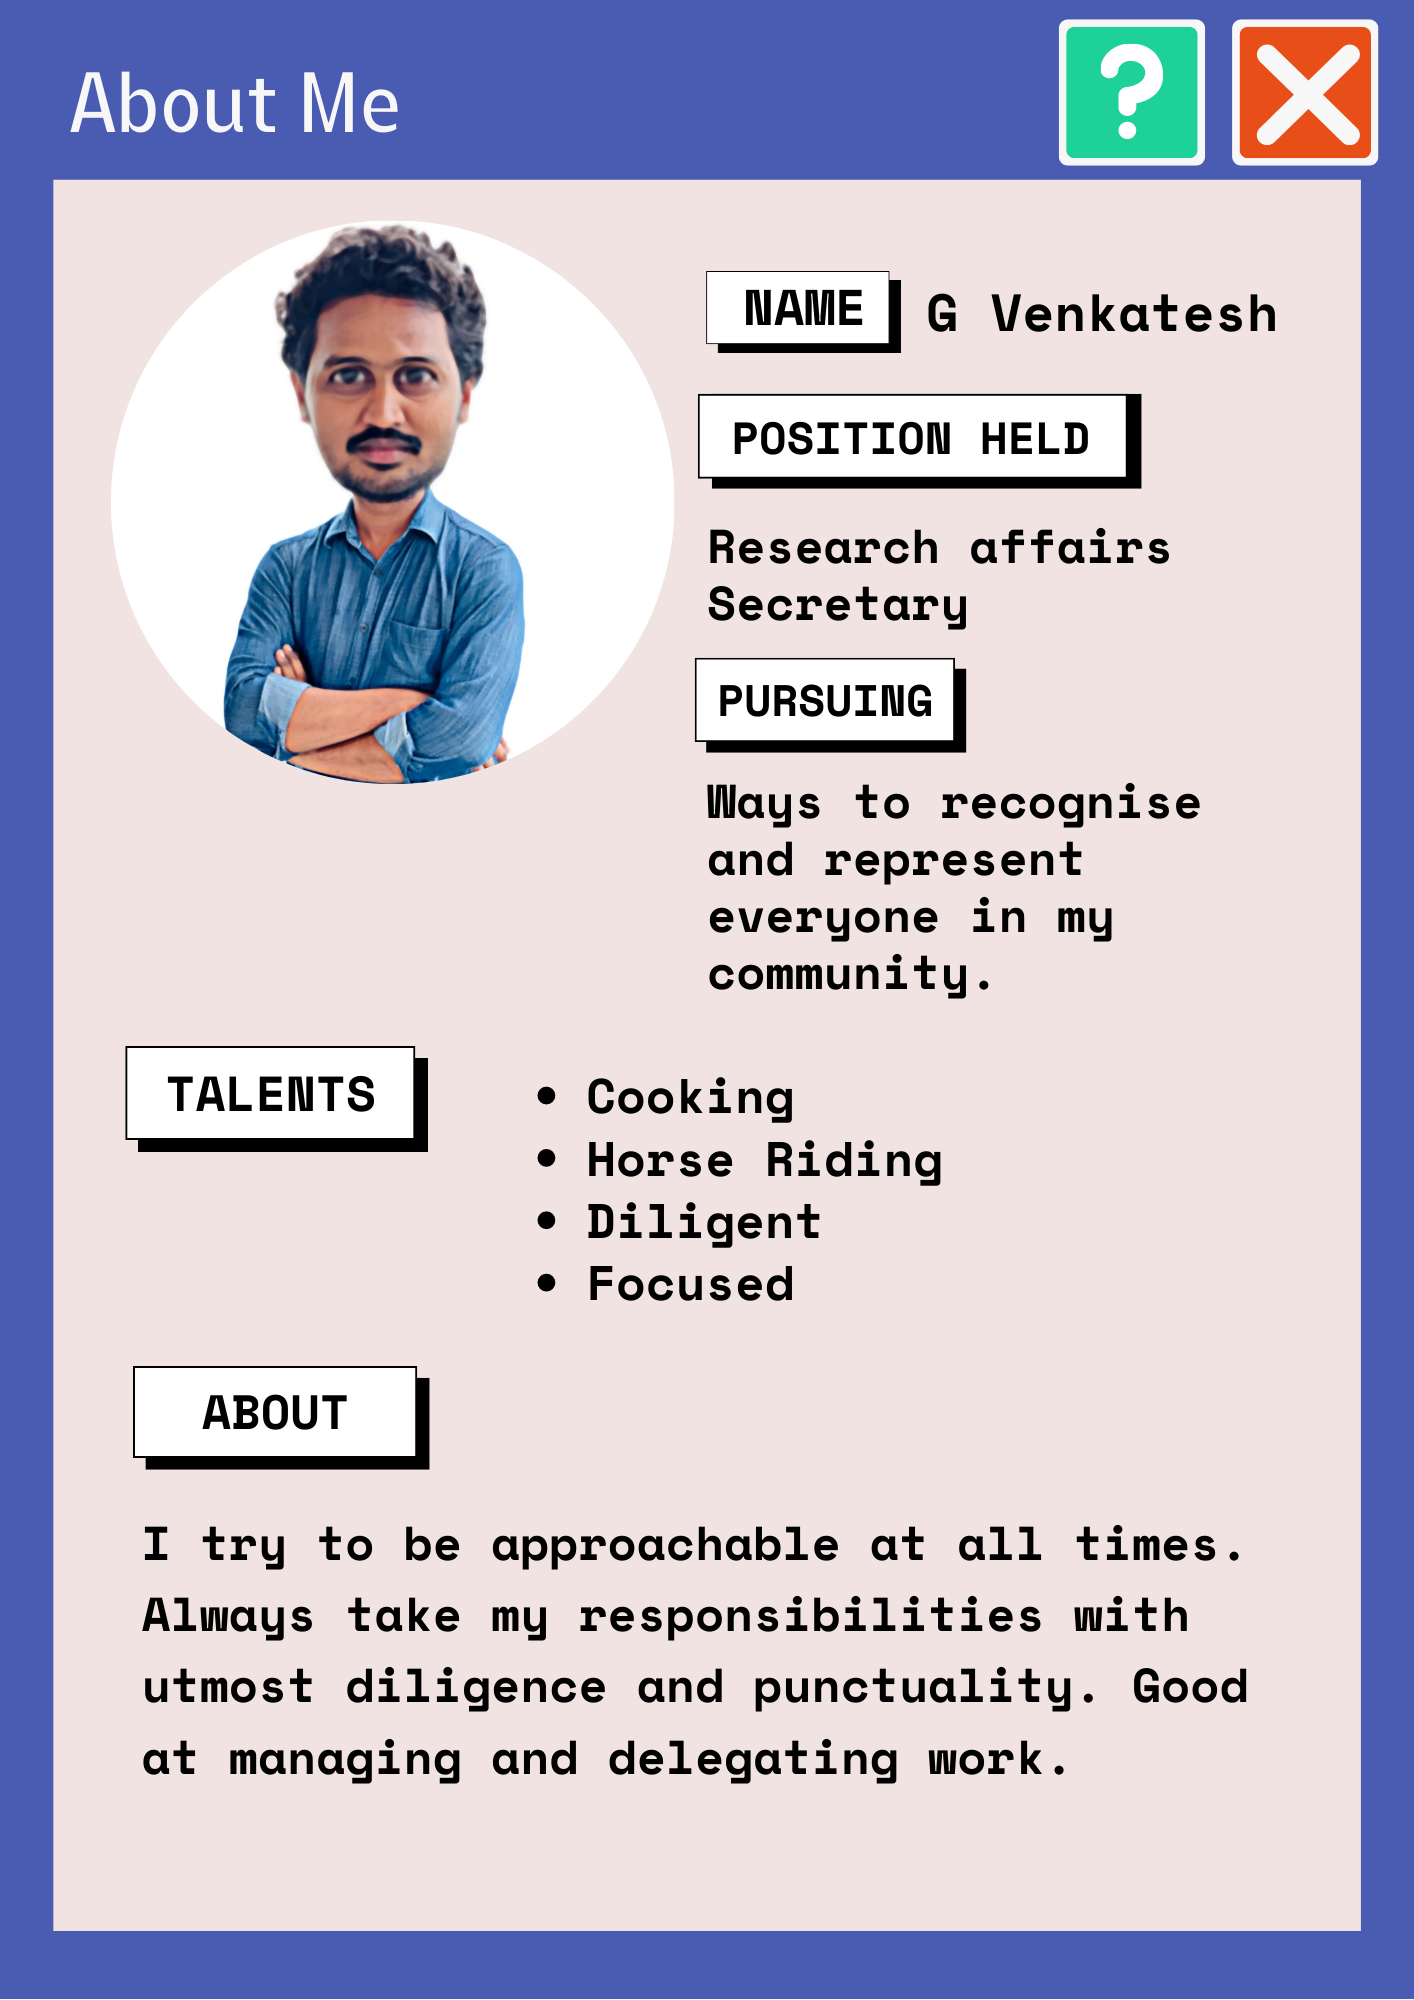 About Me
?
NAME
G Venkatesh
POSITION HELD
Research affairs
Secretary
PURSUING
Ways to recognise
and represent
everyone in my
community.
TALENTS
• Cooking
• Horse Riding
• Diligent
• Focused
ABOUT
I try to be approachable at all times.
Always take my responsibilities with
utmost diligence and punctuality. Good
at managing and delegating work.